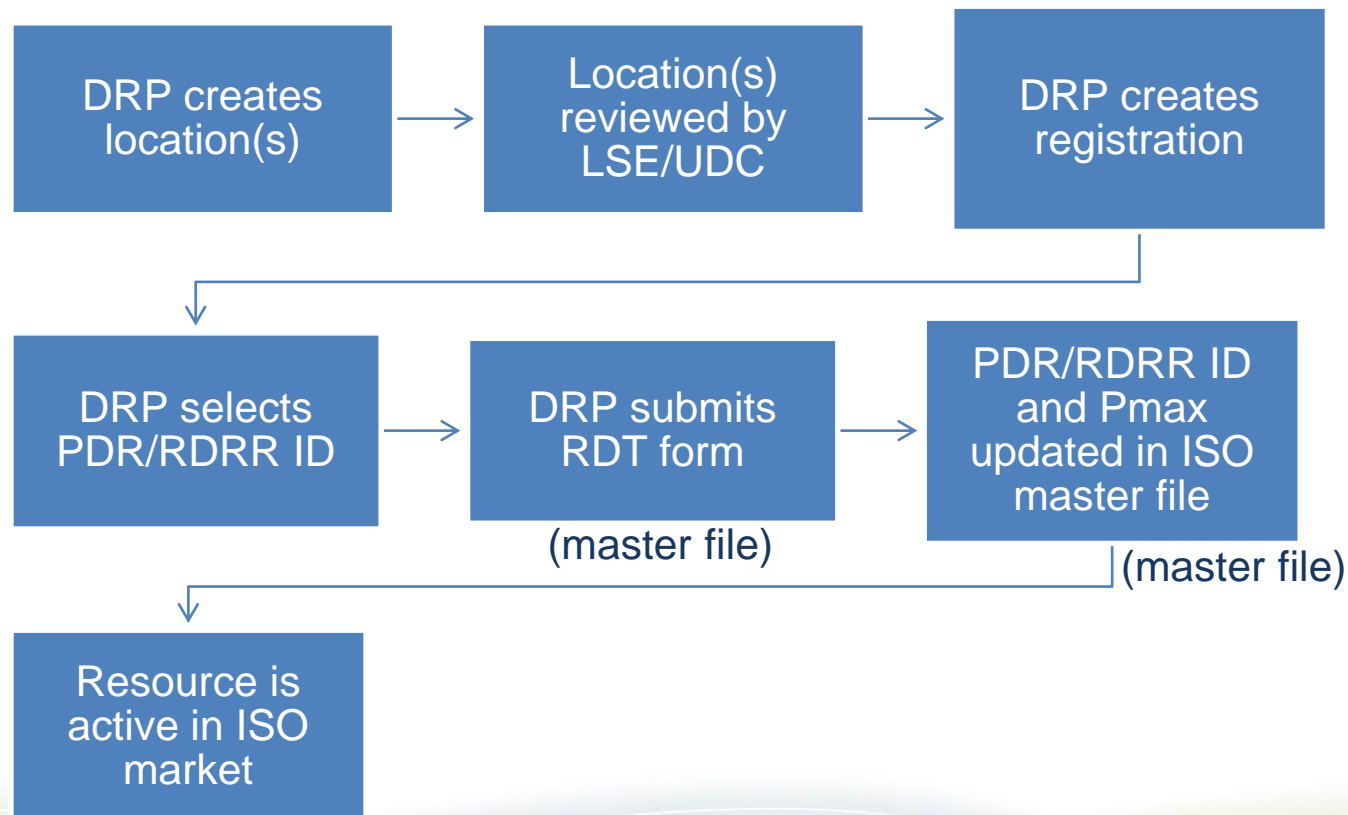 DRP creates
location(s)
Location(s)
reviewed by
LSE/UDC
DRP creates
registration
DRP selects
PDR/RDRR ID
DRP submits
RDT form
(master file)
PDR/RDRR ID
and Pmax
updated in ISO
master file
(master file)
Resource is
active in ISO
market